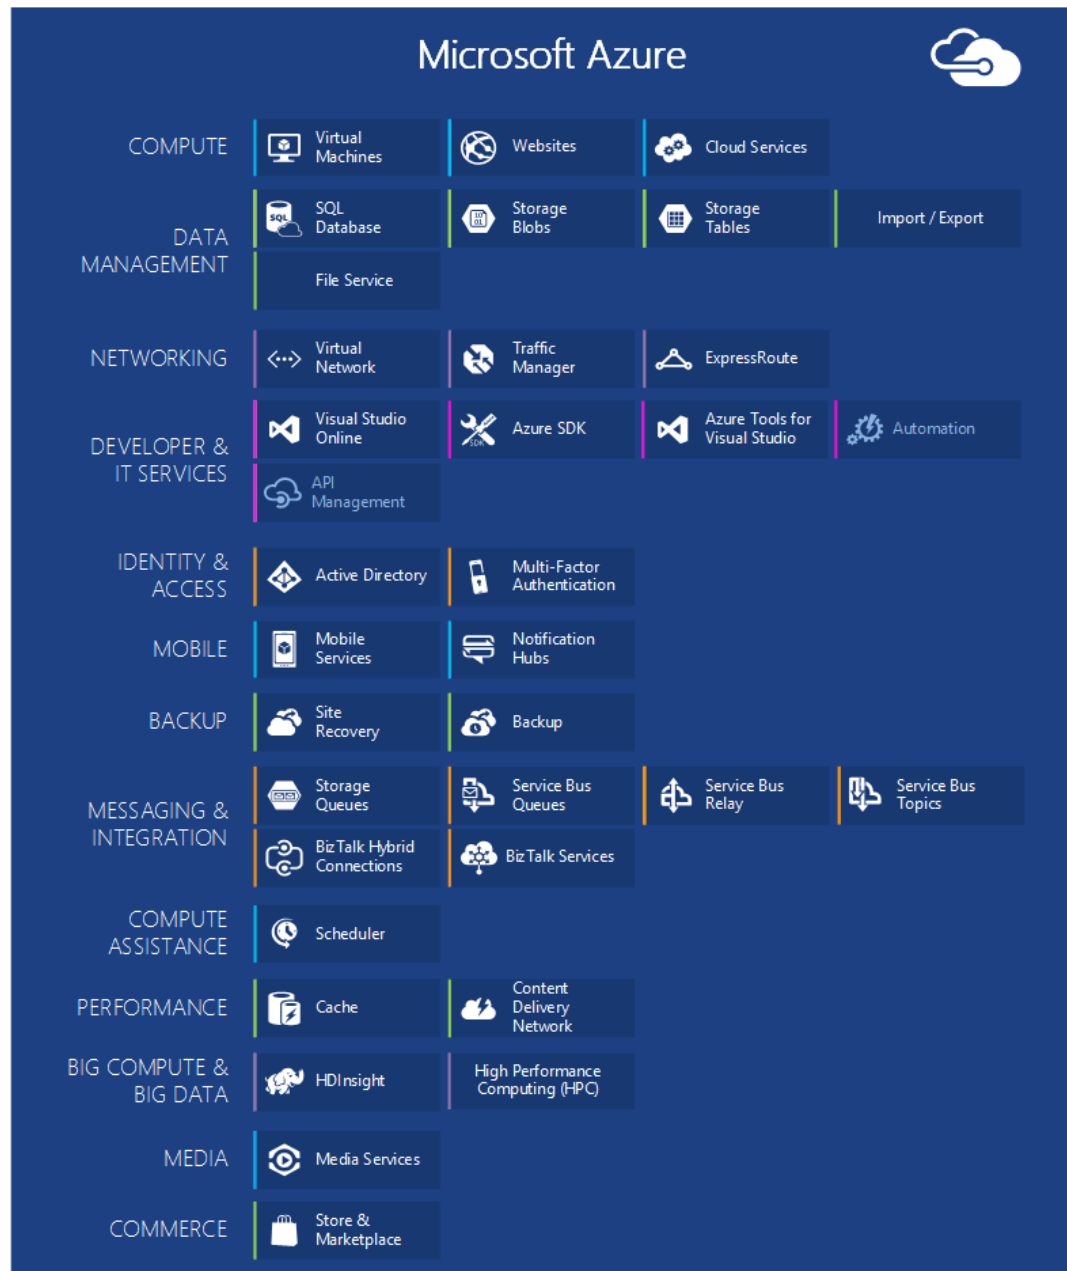 Microsoft Azure
COMPUTE
Virtual
Machines
Websites
Cloud Services
DATA
MANAGEMENT
SQL
SQL
Database
10
01
Storage
Blobs
Storage
Tables
Import / Export
File Service
NETWORKING
Virtual
Network
Traffic
Manager
ExpressRoute
DEVELOPER &
IT SERVICES
Visual Studio
Online
SDK
Azure SDK
Azure Tools for
Visual Studio
Automation
API
Management
IDENTITY &
ACCESS
Active Directory
Multi-Factor
Authentication
MOBILE
Mobile
Services
Notification
Hubs
BACKUP
Site
Recovery
Backup
MESSAGING &
INTEGRATION
Storage
Queues
Service Bus
Queues
Service Bus
Relay
Service Bus
Topics
BizTalk Hybrid
Connections
BizTalk Services
COMPUTE
ASSISTANCE
Scheduler
PERFORMANCE
Cache
Content
Delivery
Network
BIG COMPUTE &
BIG DATA
HDInsight
High Performance
Computing (HPC)
MEDIA
Media Services
COMMERCE
Store &
Marketplace